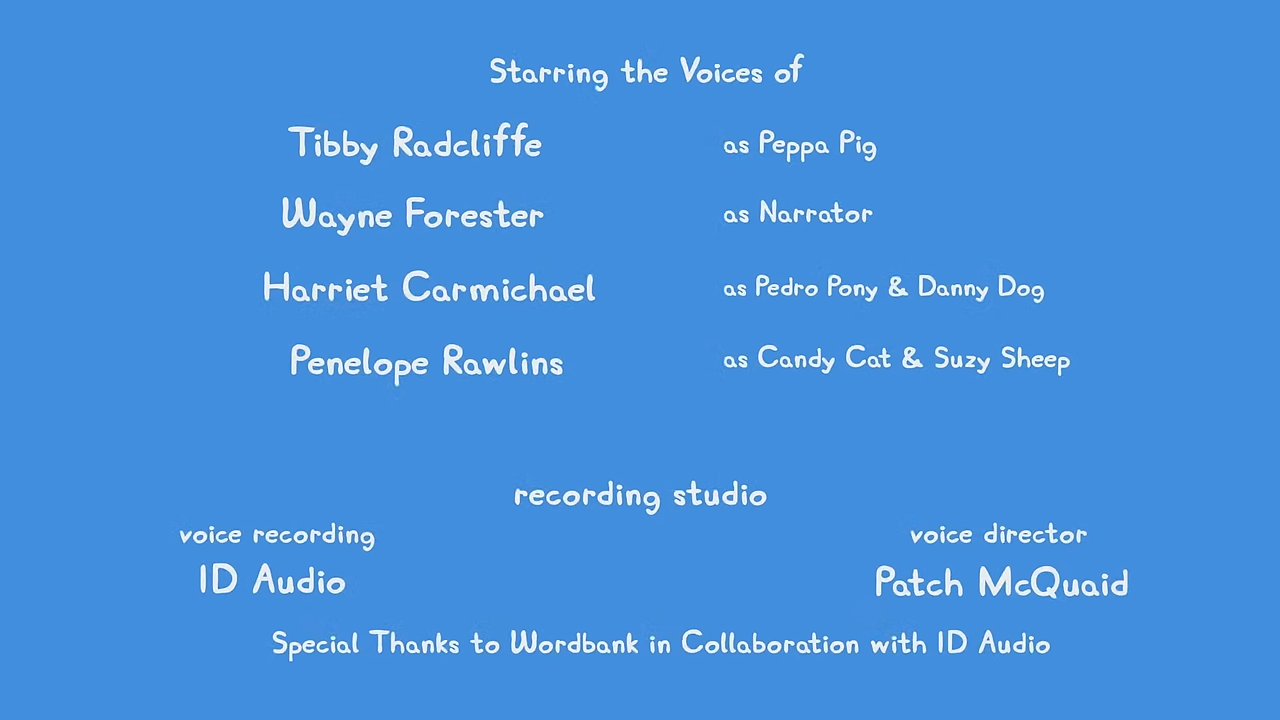 Starring the Voices of
Tibby Radcliffe as Peppa Pig
Wayne Forester as Narrator
Harriet Carmichael as Pedro Pony & Danny Dog
Penelope Rawlins as Candy Cat & Suzy Sheep
recording studio
voice recording voice director
ID Audio Patch McQuaid
Special Thanks to Wordbank in Collaboration with ID Audio